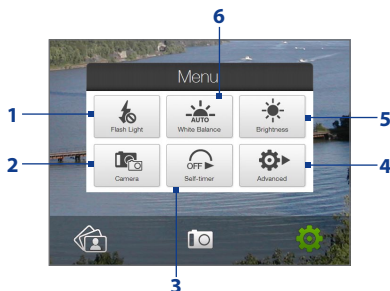 6
Menu
1
Flash Light
AUTO
White Balance
Brightness
5
2
Camera
OFF
Self-timer
Advanced
4
3